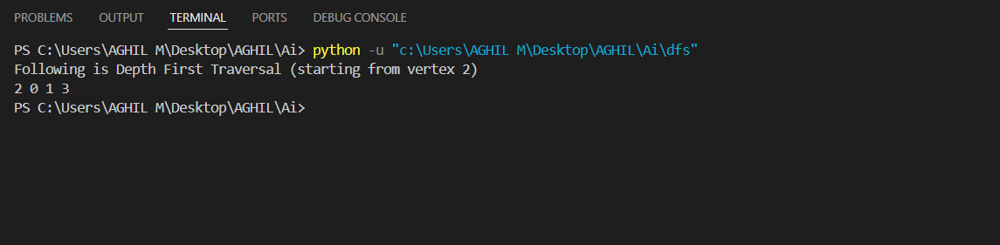 PROBLEMS OUTPUT TERMINAL PORTS DEBUG CONSOLE
PS C:\Users\AGHIL M\Desktop\AGHIL\Ai> python -u "c:\Users\AGHIL M\Desktop\AGHIL\Ai\dfs"
Following is Depth First Traversal (starting from vertex 2)
2 0 1 3
PS C:\Users\AGHIL M\Desktop\AGHIL\Ai>